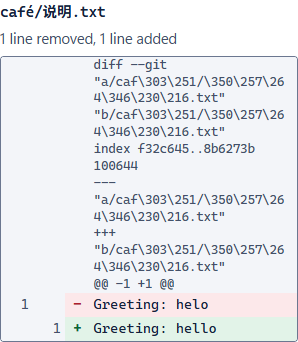 café/说明.txt
1 line removed, 1 line added
diff --git
"a/caf\303\251/\350\257\26
4\346\230\216.txt"
"b/caf\303\251/\350\257\26
4\346\230\216.txt"
index f32c645..8b6273b
100644
---
"a/caf\303\251/\350\257\26
4\346\230\216.txt"
+++
"b/caf\303\251/\350\257\26
4\346\230\216.txt"
@@ -1 +1 @@
1 - Greeting: helo
1 + Greeting: hello